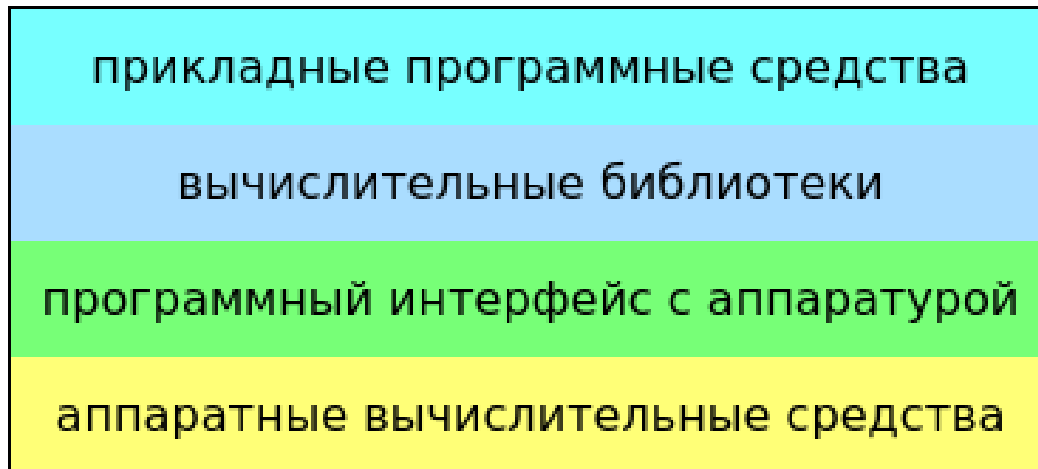 прикладные программные средства
вычислительные библиотеки
программный интерфейс с аппаратурой
аппаратные вычислительные средства